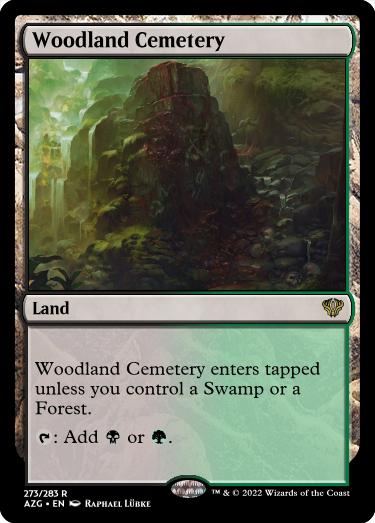 Woodland Cemetery
Land
Woodland Cemetery enters tapped
unless you control a Swamp or a
Forest.
: Add or .
273/283 R
AZG • EN Raphael Lübke
™ & © 2022 Wizards of the Coast